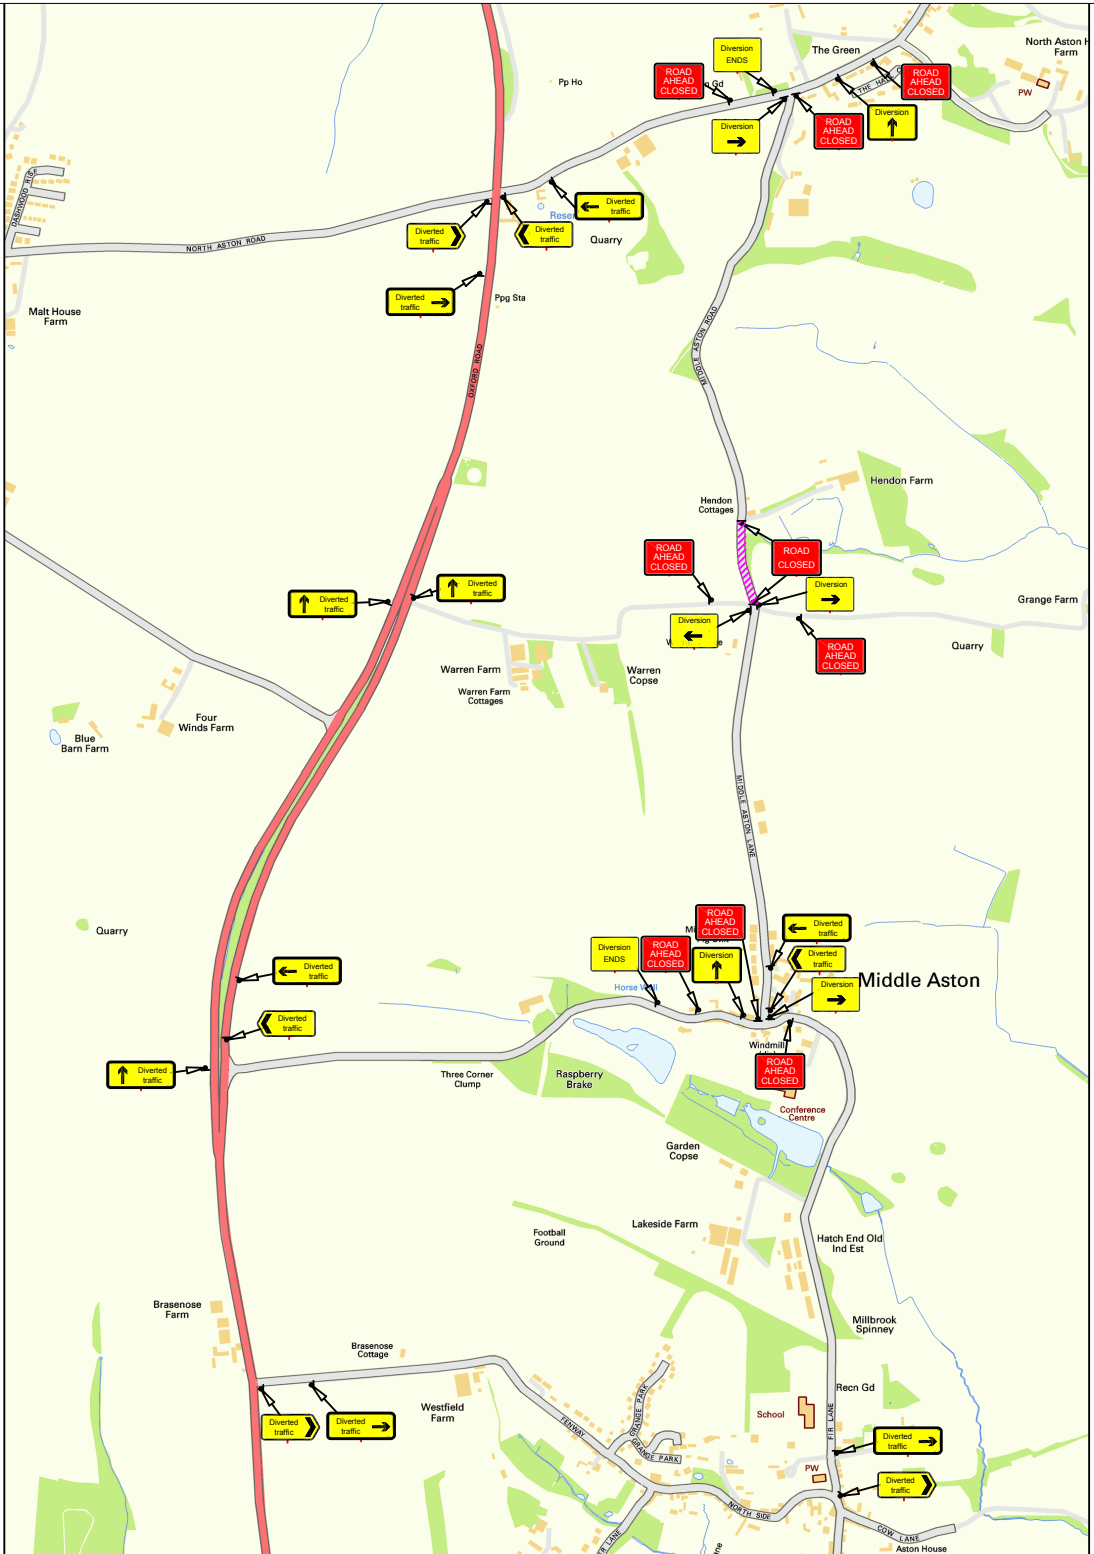 The Green
North Aston H
Farm
PW
THE HALL C
Diversion
ENDS
ROAD
AHEAD
CLOSED
n Gd
Pp Ho
Diversion
ROAD
AHEAD
CLOSED
Diversion
ROAD
AHEAD
CLOSED
DASHWOOD RISE
NORTH ASTON ROAD
Diverted
traffic
Reser
Diverted
traffic
Diverted
traffic
Quarry
Diverted
traffic
Ppg Sta
Malt House
Farm
OXFORD ROAD
MIDDLE ASTON ROAD
Hendon Farm
Hendon
Cottages
ROAD
AHEAD
CLOSED
ROAD
CLOSED
Diversion
Diversion
Grange Farm
Quarry
ROAD
AHEAD
CLOSED
Diverted
traffic
Diverted
traffic
Warren Farm
Warren Farm
Cottages
Warren
Copse
Four
Winds Farm
Blue
Barn Farm
MIDDLE ASTON LANE
Quarry
Diversion
ENDS
ROAD
AHEAD
CLOSED
ROAD
AHEAD
CLOSED
Mi
Diversion
Diverted
traffic
Diverted
traffic
Diversion
Middle Aston
Horse W
Windmill
ROAD
AHEAD
CLOSED
Conference
Centre
Diverted
traffic
Diverted
traffic
Diverted
traffic
Three Corner
Clump
Raspberry
Brake
Garden
Copse
Lakeside Farm
Football
Ground
Hatch End Old
Ind Est
Millbrook
Spinney
Brasenose
Farm
Brasenose
Cottage
Westfield
Farm
Recn Gd
School
FIR LANE
PW
FENWAY
GRANGE PARK
GRANGE PARK
Diverted
traffic
Diverted
traffic
Diverted
traffic
Diverted
traffic
NORTH SIDE
COW LANE
Aston House
R LANE
ne